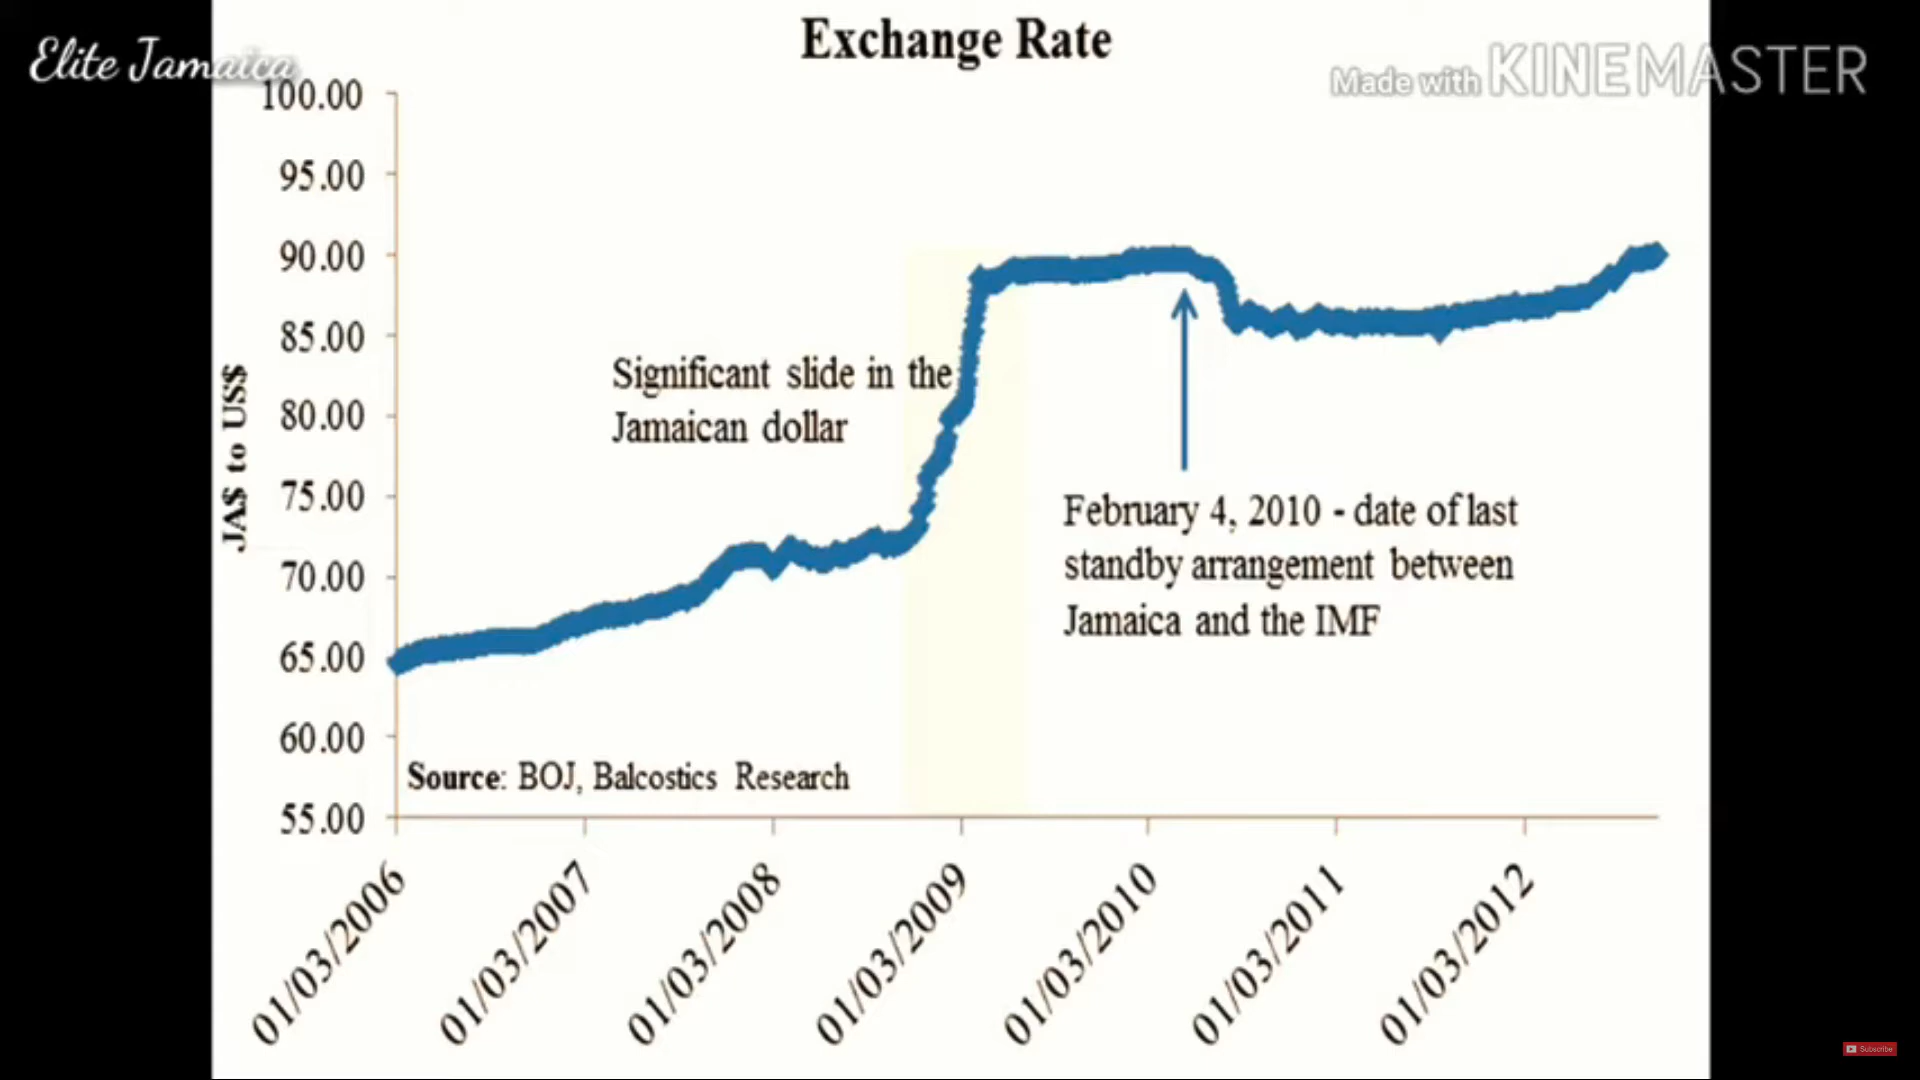 Exchange Rate
Elite Jamaica
Made with KINEMASTER
100.00
95.00
90.00
85.00
80.00
75.00
70.00
65.00
60.00
55.00
JA$ to US$
Significant slide in the
Jamaican dollar
February 4, 2010 - date of last
standby arrangement between
Jamaica and the IMF
Source: BOJ, Balcostics Research
01/03/2006
01/03/2007
01/03/2008
01/03/2009
01/03/2010
01/03/2011
01/03/2012
Subscribe